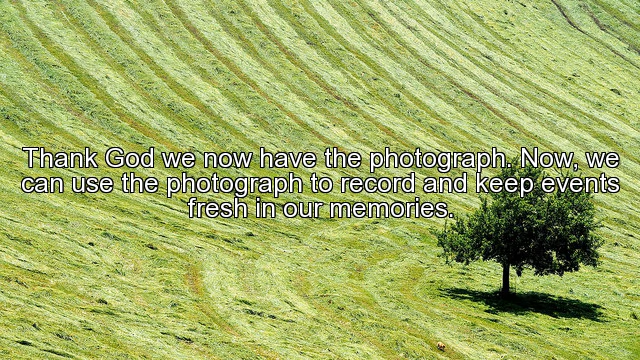 Thank God we now have the photograph. Now, we
can use the photograph to record and keep events
fresh in our memories.